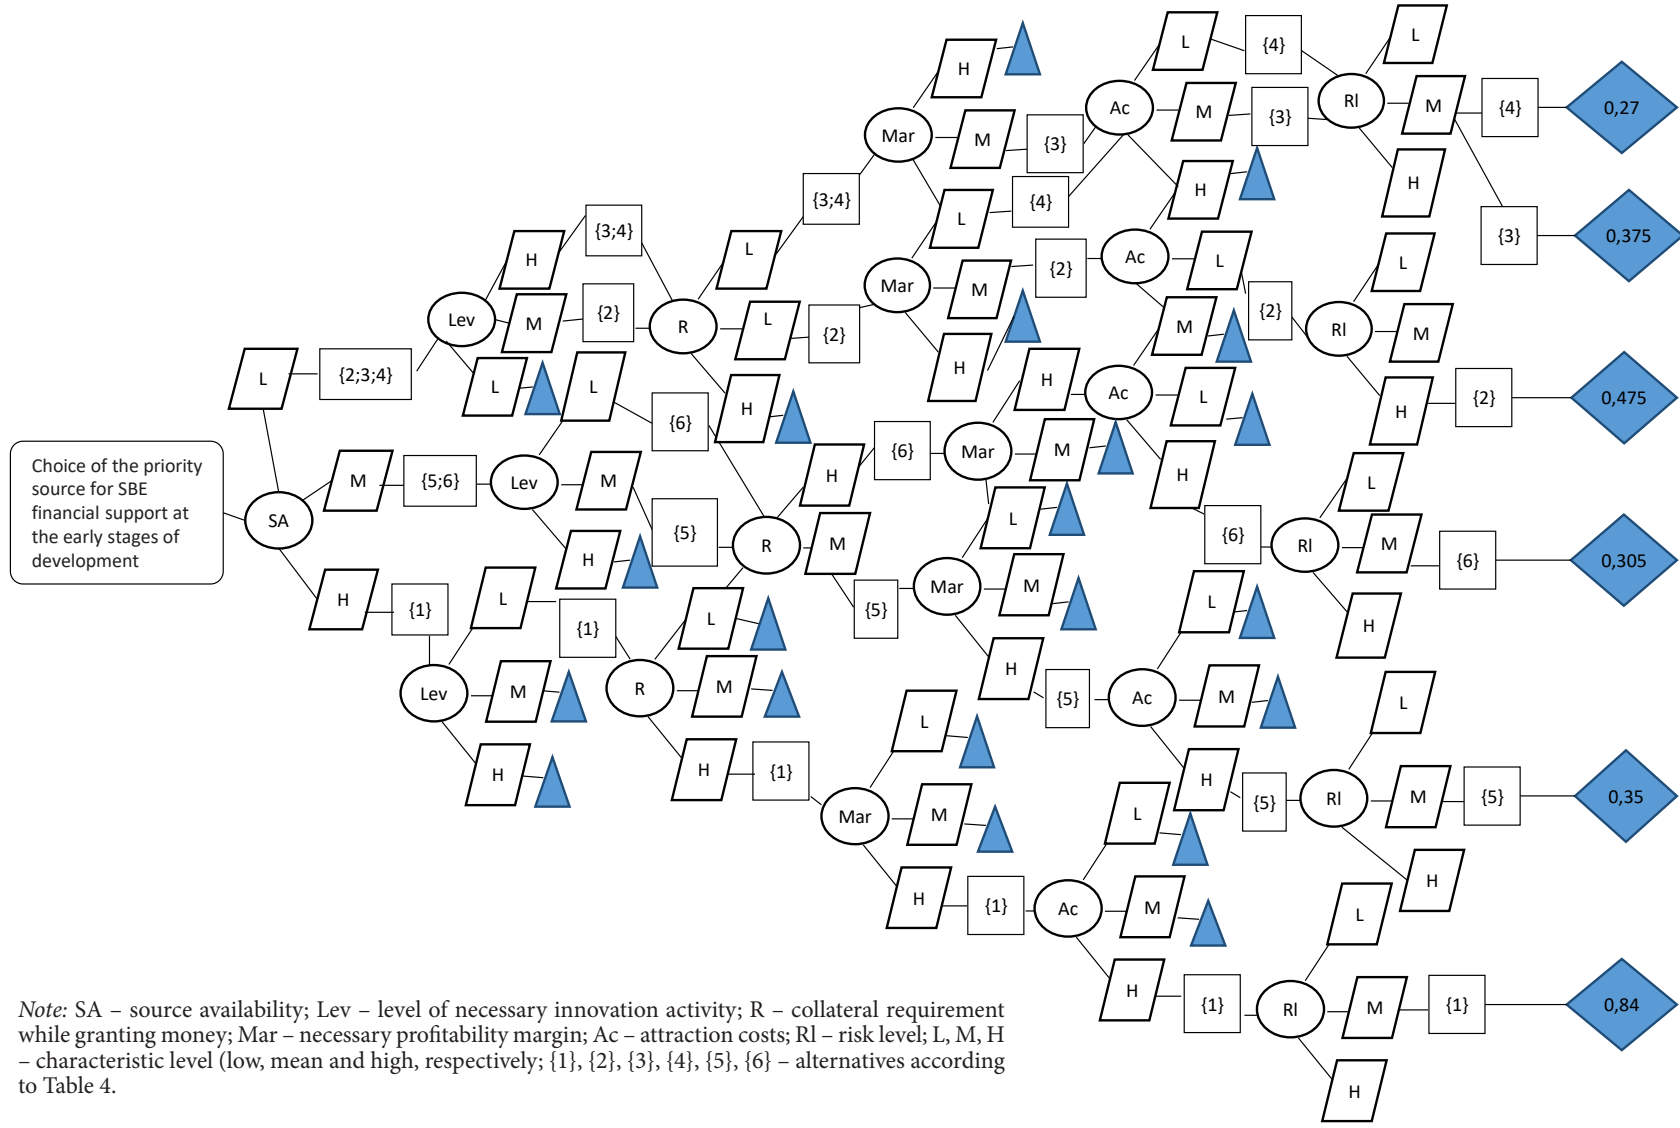 H
L
{4}
L
Mar
M
{3}
Ac
M
{3}
Rl
M
{4}
0,27
H
{3;4}
L
{4}
H
{3}
0,375
{3;4}
L
H
Lev
M
{2}
R
L
{2}
Mar
M
{2}
Ac
L
{2}
Rl
L
M
H
{2}
0,475
L
{2;3;4}
L
H
H
M
Choice of the priority
source for SBE
financial support at
the early stages of
development
SA
M
{5;6}
Lev
L
{6}
M
{5}
H
R
H
{6}
Mar
H
M
L
Ac
L
H
{6}
Rl
L
M
{6}
0,305
H
M
{5}
Mar
M
H
{5}
Ac
L
M
H
{5}
Rl
L
M
{5}
0,35
H
H
{1}
Lev
L
{1}
M
H
R
L
M
H
{1}
Mar
L
M
H
{1}
Ac
L
M
H
{1}
Rl
L
M
{1}
0,84
H
Note: SA – source availability; Lev – level of necessary innovation activity; R – collateral requirement
while granting money; Mar – necessary profitability margin; Ac – attraction costs; Rl – risk level; L, M, H
– characteristic level (low, mean and high, respectively; {1}, {2}, {3}, {4}, {5}, {6} – alternatives according
to Table 4.